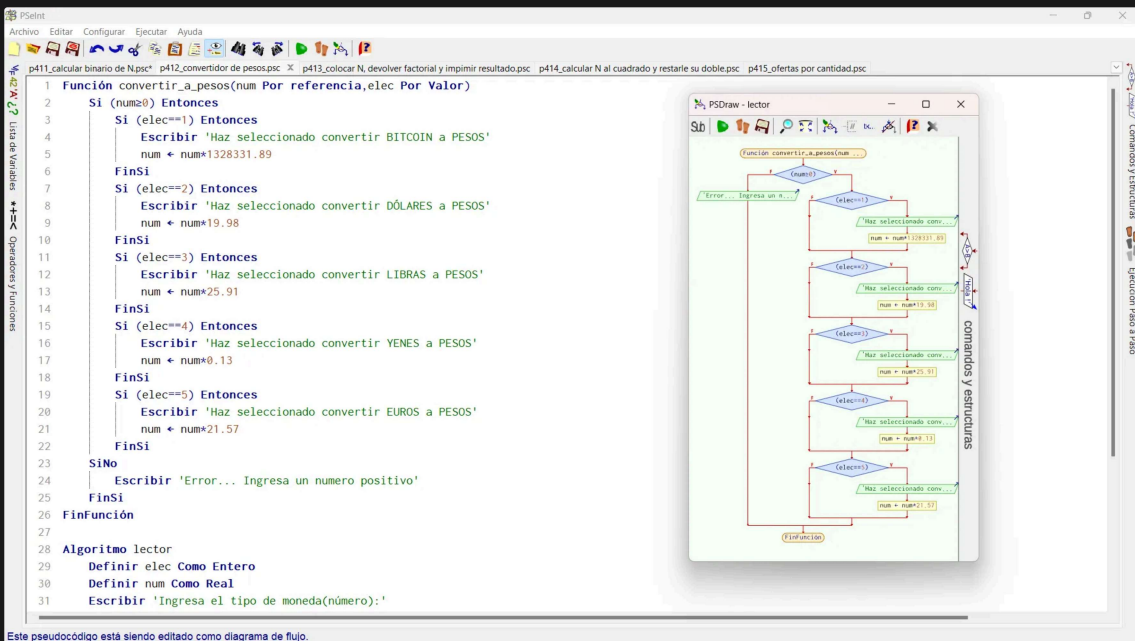 PSeInt
Archivo Editar Configurar Ejecutar Ayuda
p411_calcular binario de N.psc* p412_convertidor de pesos.psc p413_colocar N, devolver factorial y impimir resultado.psc p414_calcular N al cuadrado y restarle su doble.psc p415_ofertas por cantidad.psc
Lista de Variables
Operadores y Funciones
1 Función convertir_a_pesos(num Por referencia,elec Por Valor)
2 Si (num≥0) Entonces
3 Si (elec==1) Entonces
4 Escribir 'Haz seleccionado convertir BITCOIN a PESOS'
5 num ← num*1328331.89
6 FinSi
7 Si (elec==2) Entonces
8 Escribir 'Haz seleccionado convertir DÓLARES a PESOS'
9 num ← num*19.98
10 FinSi
11 Si (elec==3) Entonces
12 Escribir 'Haz seleccionado convertir LIBRAS a PESOS'
13 num ← num*25.91
14 FinSi
15 Si (elec==4) Entonces
16 Escribir 'Haz seleccionado convertir YENES a PESOS'
17 num ← num*0.13
18 FinSi
19 Si (elec==5) Entonces
20 Escribir 'Haz seleccionado convertir EUROS a PESOS'
21 num ← num*21.57
22 FinSi
23 SiNo
24 Escribir 'Error... Ingresa un numero positivo'
25 FinSi
26 FinFunción
27
28 Algoritmo lector
29 Definir elec Como Entero
30 Definir num Como Real
31 Escribir 'Ingresa el tipo de moneda(número):'
PSDraw - lector
Sub
Función convertir_a_pesos(num ...
F (num≥0) V
'Error... Ingresa un n...
F (elec==1) V
'Haz seleccionado conv...
num ← num*1328331.89
F (elec==2) V
'Haz seleccionado conv...
num ← num*19.98
F (elec==3) V
'Haz seleccionado conv...
num ← num*25.91
F (elec==4) V
'Haz seleccionado conv...
num ← num*0.13
F (elec==5) V
'Haz seleccionado conv...
num ← num*21.57
FinFunción
comandos y estructuras
Comandos y Estructuras
Ejecución Paso a Paso
Este pseudocódigo está siendo editado como diagrama de flujo.